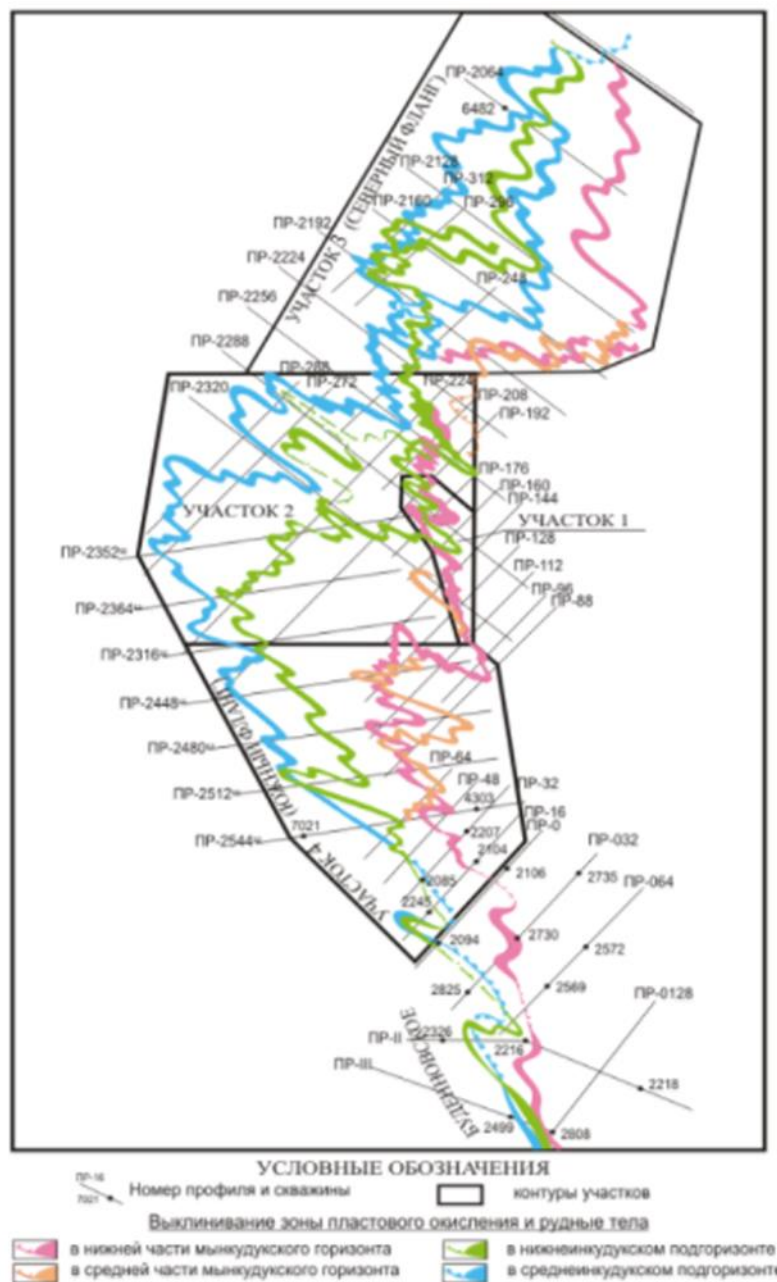 ПР-2064
6482
ПР-2128
ПР-312
ПР-2160
ПР-296
ПР-2192
УЧАСТОК 3 (СЕВЕРНЫЙ ФЛАНГ)
ПР-2224
ПР-248
ПР-2256
ПР-2288
ПР-288
ПР-272
ПР-224
ПР-2320
ПР-208
ПР-192
ПР-176
ПР-160
ПР-144
УЧАСТОК 2
УЧАСТОК 1
ПР-128
ПР-2352ч
ПР-112
ПР-96
ПР-88
ПР-2364ч
ПР-2316ч
ПР-2448ч
ПР-2480ч
ПР-64
ПР-48
ПР-32
ПР-2512ч
4303
ПР-16
ПР-0
7021
ПР-2544ч
2207
2104
ПР-032
УЧАСТОК 4 (ЮЖНЫЙ ФЛАНГ)
2106
2735
ПР-064
2085
2245
2730
2094
2572
2825
2569
ПР-0128
БУДЕННОВСКОЕ
ПР-II
2326
2216
ПР-III
2218
2499
2808
УСЛОВНЫЕ ОБОЗНАЧЕНИЯ
ПР-16
7021
Номер профиля и скважины
контуры участков
Выклинивание зоны пластового окисления и рудные тела
в нижней части мынкудукского горизонта
в нижнеинкудукском подгоризонте
в средней части мынкудукского горизонта
в среднеинкудукском подгоризонте